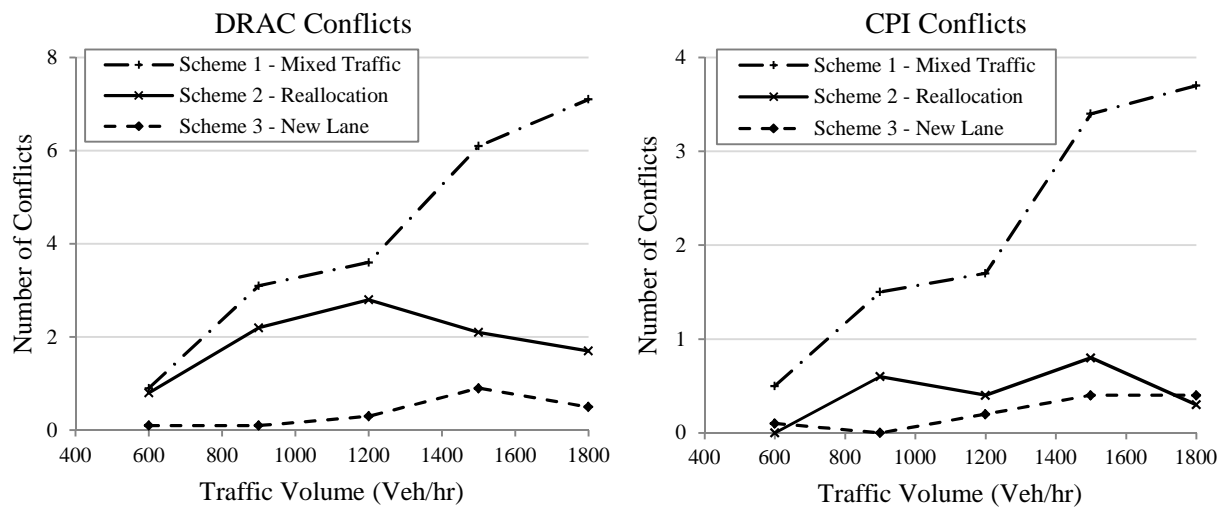 DRAC Conflicts
8
6
4
2
0
400 600 800 1000 1200 1400 1600 1800
Number of Conflicts
Traffic Volume (Veh/hr)
Scheme 1 - Mixed Traffic
Scheme 2 - Reallocation
Scheme 3 - New Lane
CPI Conflicts
4
3
2
1
0
400 600 800 1000 1200 1400 1600 1800
Number of Conflicts
Traffic Volume (Veh/hr)
Scheme 1 - Mixed Traffic
Scheme 2 - Reallocation
Scheme 3 - New Lane